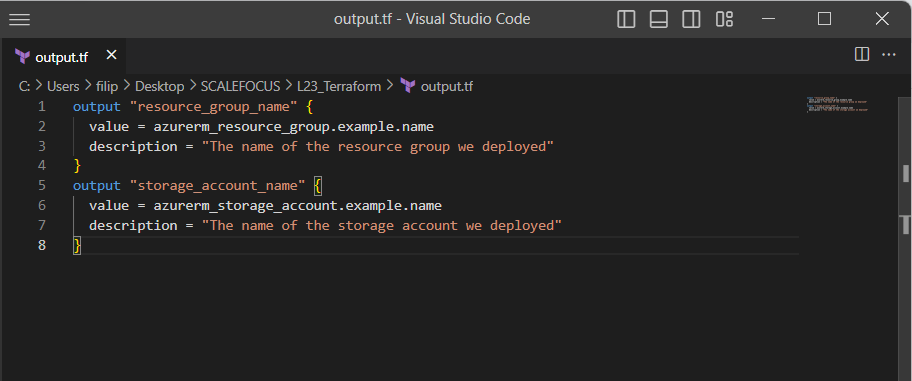 output.tf - Visual Studio Code
output.tf
C: > Users > filip > Desktop > SCALEFOCUS > L23_Terraform > output.tf
1 output "resource_group_name" {
2   value = azurerm_resource_group.example.name
3   description = "The name of the resource group we deployed"
4 }
5 output "storage_account_name" {
6   value = azurerm_storage_account.example.name
7   description = "The name of the storage account we deployed"
8 }